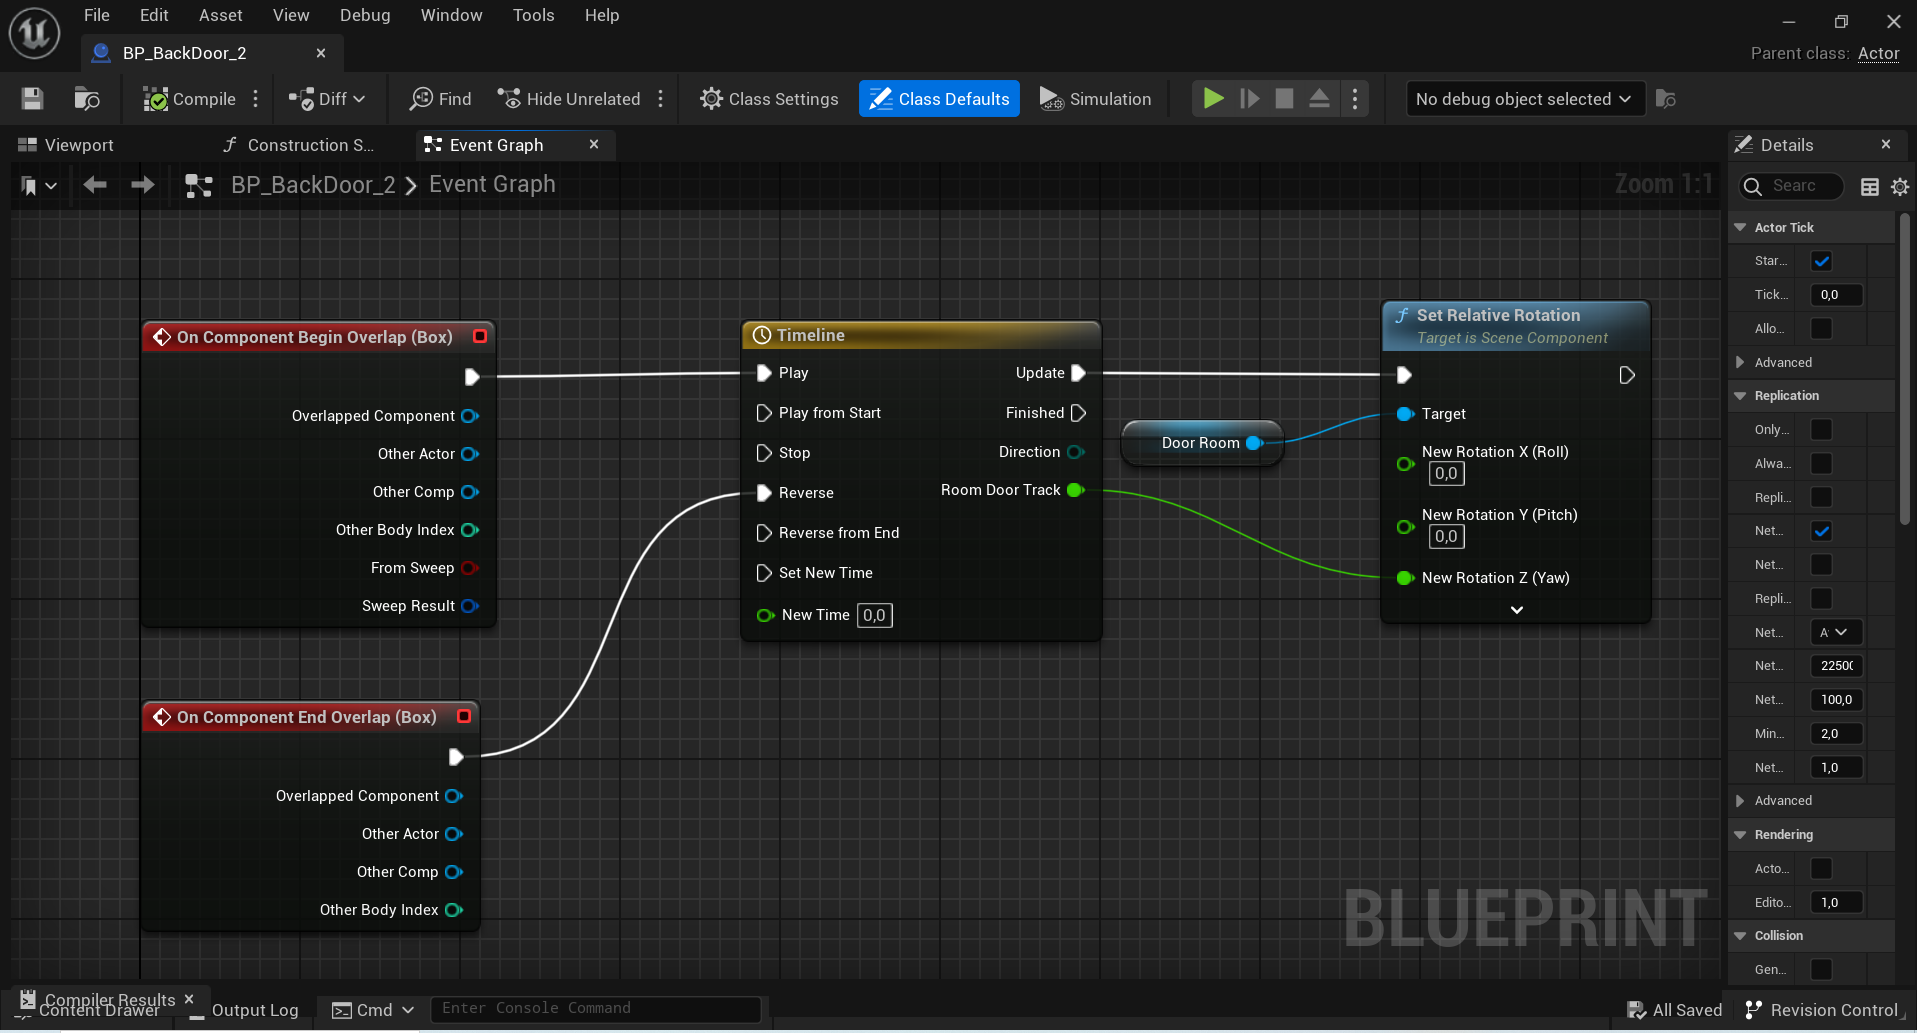 File Edit Asset View Debug Window Tools Help
BP_BackDoor_2
Parent class: Actor
Compile Diff Find Hide Unrelated Class Settings Class Defaults Simulation No debug object selected
Viewport Construction S... Event Graph Details
BP_BackDoor_2 > Event Graph Zoom 1:1
Searc
On Component Begin Overlap (Box)
Overlapped Component
Other Actor
Other Comp
Other Body Index
From Sweep
Sweep Result
On Component End Overlap (Box)
Overlapped Component
Other Actor
Other Comp
Other Body Index
Timeline
Play Update
Play from Start Finished
Stop Direction
Reverse Room Door Track
Reverse from End
Set New Time
New Time 0,0
Door Room
Set Relative Rotation
Target is Scene Component
Target
New Rotation X (Roll)
0,0
New Rotation Y (Pitch)
0,0
New Rotation Z (Yaw)
BLUEPRINT
Actor Tick
Star...
Tick... 0,0
Allo...
Advanced
Replication
Only...
Alwa...
Repli...
Net...
Net...
Repli...
Net... A
Net... 2250
Net... 100,0
Min... 2,0
Net... 1,0
Advanced
Rendering
Acto...
Edito... 1,0
Collision
Gen...
Compiler Results
Content Drawer Output Log Cmd Enter Console Command All Saved Revision Control